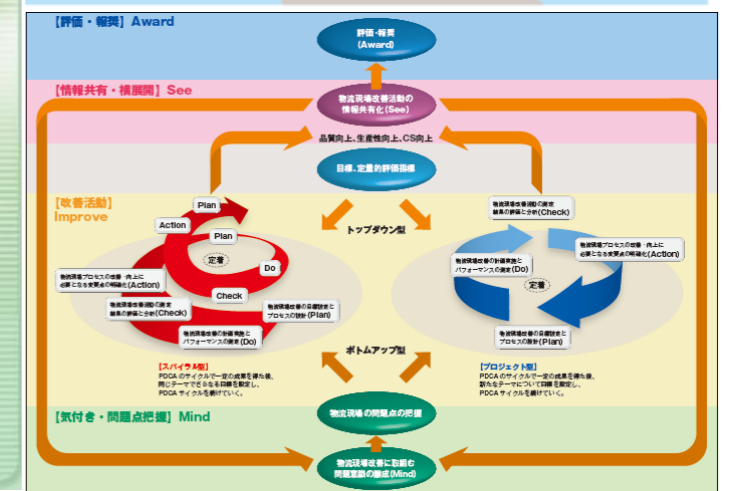 【評価・報奨】Award
評価・報奨
(Award)
【情報共有・横展開】See
物流現場改善活動の
情報共有化(See)
品質向上、生産性向上、CS向上
目標、定量的評価指標
【改善活動】
Improve
トップダウン型
Plan
Action
Plan
Do
定着
Check
物流現場プロセスの改善・向上に
必要となる変更点の明確化(Action)
物流現場改善活動の測定
結果の評価と分析(Check)
物流現場改善の計画実施と
パフォーマンスの測定(Do)
物流現場改善の目標設定と
プロセスの設計(Plan)
物流現場改善活動の測定
結果の評価と分析(Check)
物流現場プロセスの改善・向上に
必要となる変更点の明確化(Action)
物流現場改善の計画実施と
パフォーマンスの測定(Do)
定着
物流現場改善の目標設定と
プロセスの設計(Plan)
ボトムアップ型
【スパイラル型】
PDCAのサイクルで一定の成果を得た後、
同じテーマでさらなる目標を設定し、
PDCAサイクルを続けていく。
【プロジェクト型】
PDCAのサイクルで一定の成果を得た後、
新たなテーマについて目標を設定し、
PDCAサイクルを続けていく。
【気付き・問題点把握】Mind
物流現場の問題点の把握
物流現場改善に取組む
問題意識の醸成(Mind)